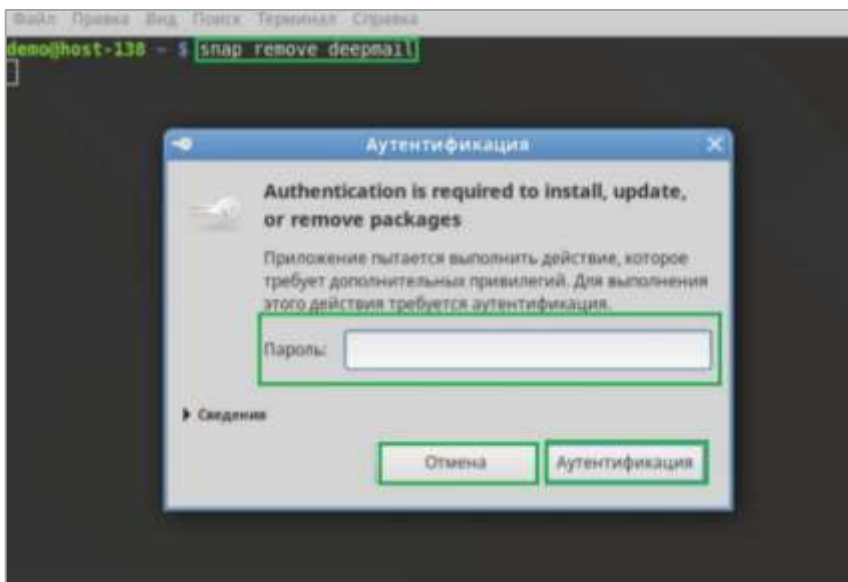 Файл Правка Вид Поиск Терминал Справка
demo@host-138 ~ $ snap remove deepmail
Аутентификация
Authentication is required to install, update,
or remove packages
Приложение пытается выполнить действие, которое
требует дополнительных привилегий. Для выполнения
этого действия требуется аутентификация.
Пароль:
Сведения
Отмена Аутентификация